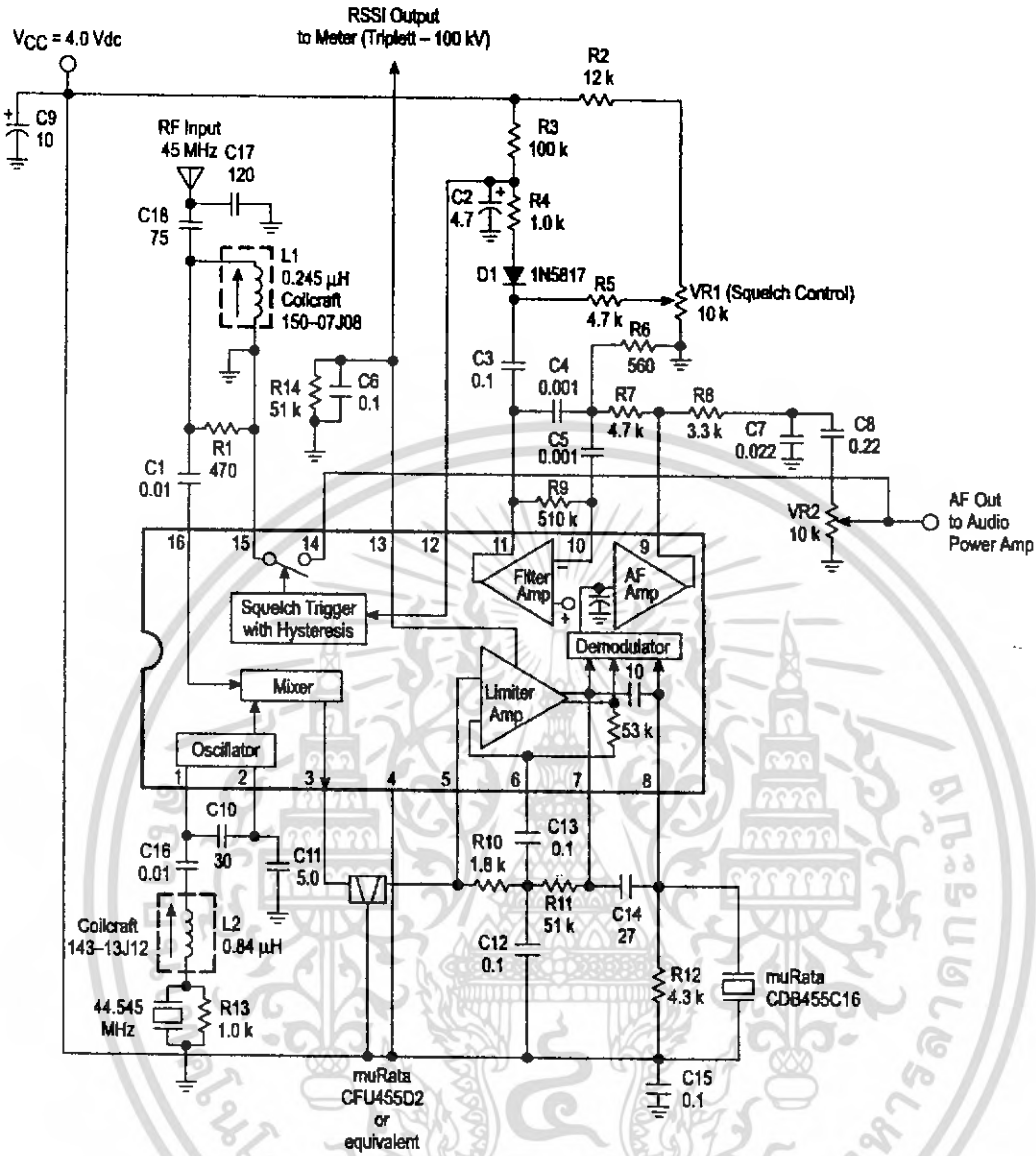 RSSI Output
to Meter (Triplett – 100 kV)
VCC = 4.0 Vdc
R2
12 k
C9
10
+
RF Input
45 MHz
C17
120
R3
100 k
C2
4.7
+
R4
1.0 k
C18
75
L1
0.245 µH
Coilcraft
150–07J08
D1
1N5817
R5
4.7 k
VR1 (Squelch Control)
10 k
R6
560
R14
51 k
C6
0.1
C3
0.1
C4
0.001
R7
4.7 k
R8
3.3 k
C7
0.022
C8
0.22
C5
0.001
C1
0.01
R1
470
R9
510 k
VR2
10 k
AF Out
to Audio
Power Amp
16
15
14
13
12
11
10
9
Filter
Amp
–
+
AF
Amp
Squelch Trigger
with Hysteresis
Demodulator
10
Mixer
Limiter
Amp
53 k
Oscillator
1
2
3
4
5
6
7
8
C10
30
C16
0.01
C11
5.0
R10
1.8 k
C13
0.1
R11
51 k
C14
27
Coilcraft
143–13J12
L2
0.84 µH
C12
0.1
R12
4.3 k
muRata
CDB455C16
44.545
MHz
R13
1.0 k
C15
0.1
muRata
CFU455D2
or
equivalent